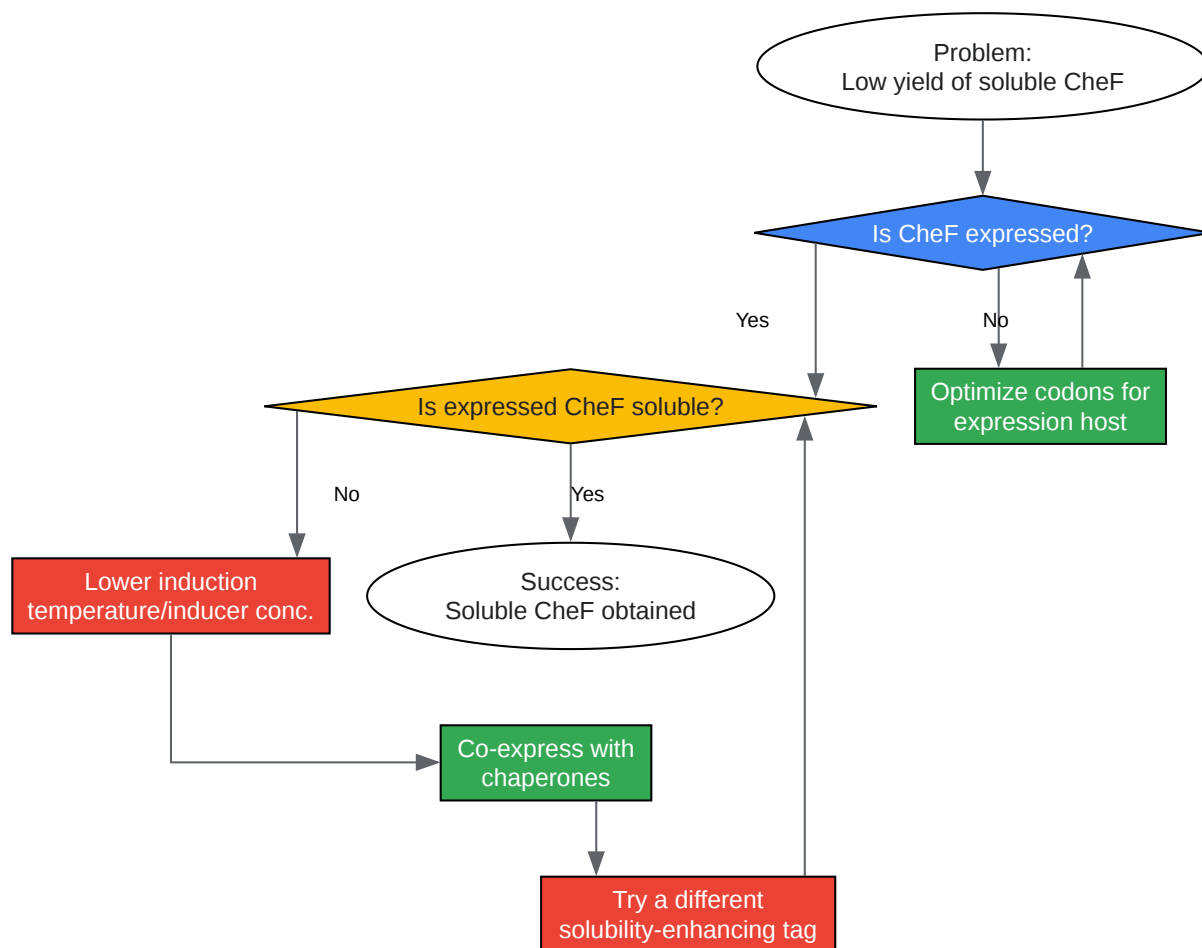 Problem:
Low yield of soluble CheF
Is CheF expressed?
Yes
No
Optimize codons for
expression host
Is expressed CheF soluble?
No
Yes
Lower induction
temperature/inducer conc.
Success:
Soluble CheF obtained
Co-express with
chaperones
Try a different
solubility-enhancing tag